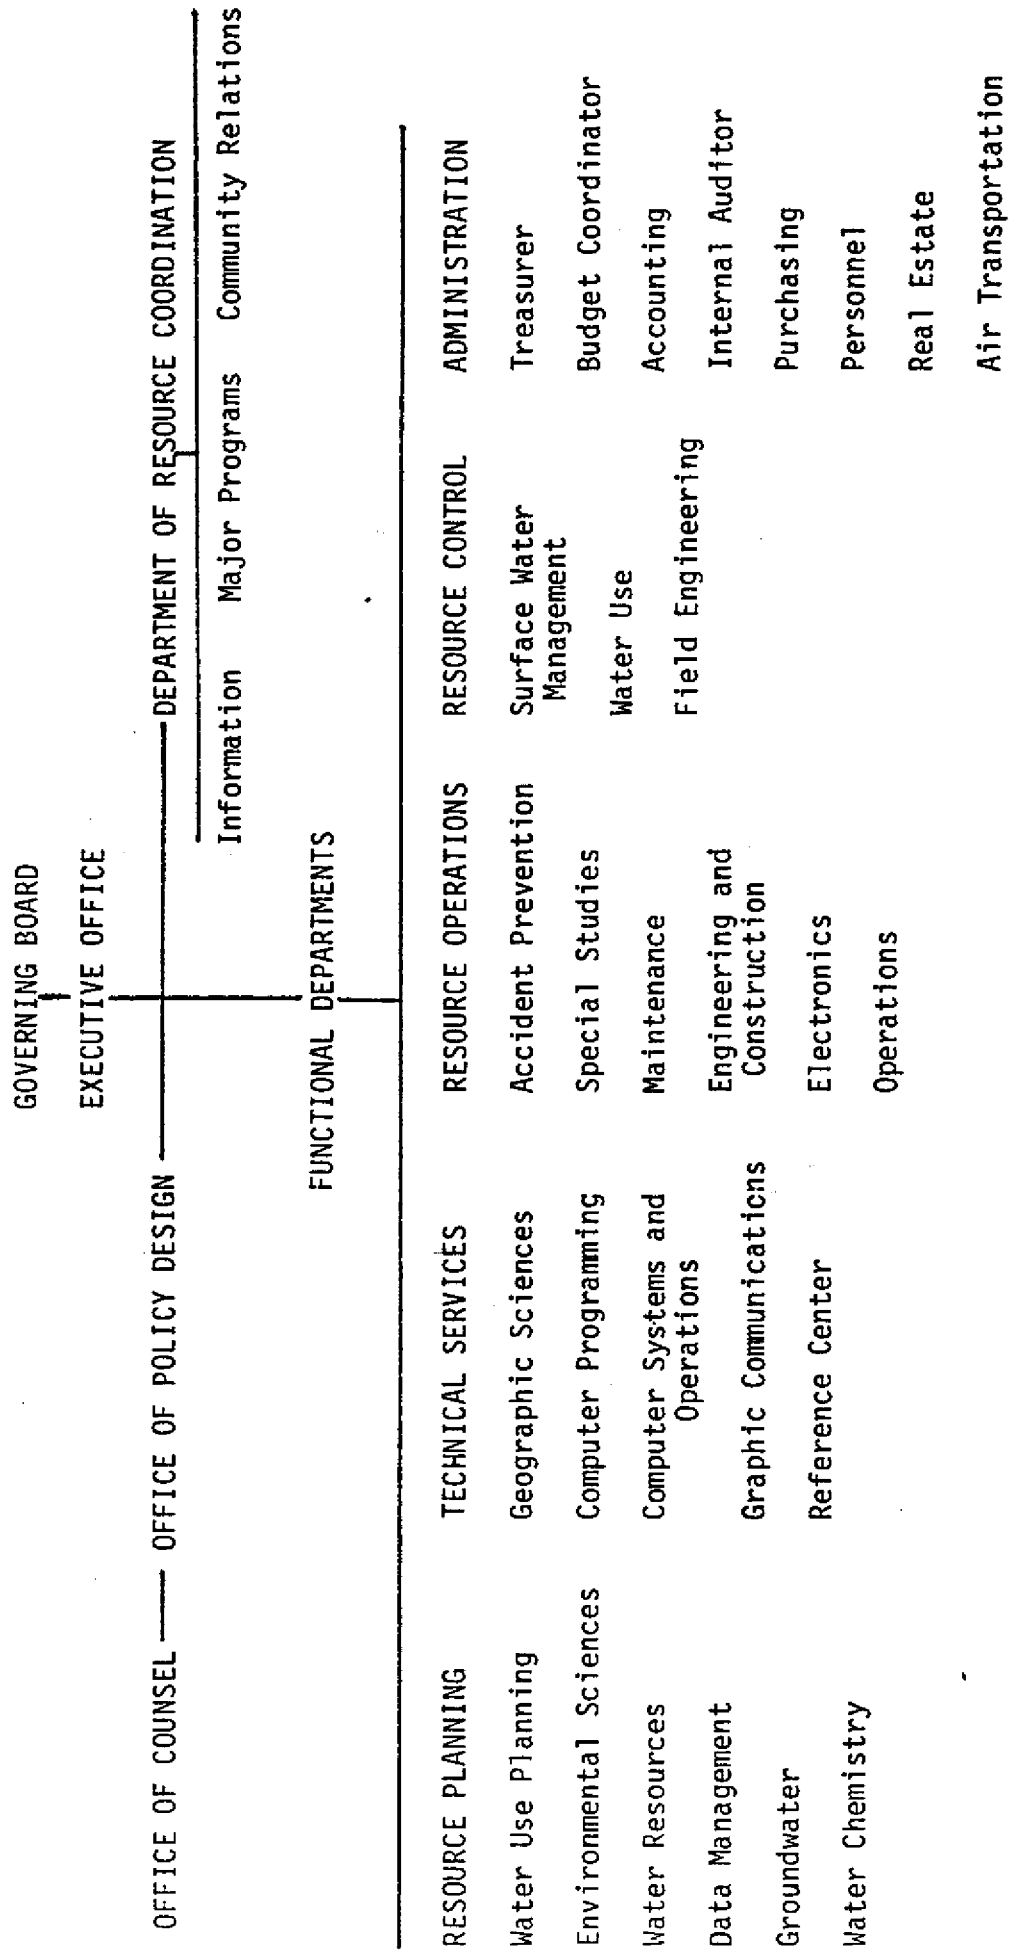 GOVERNING BOARD
EXECUTIVE OFFICE
OFFICE OF COUNSEL OFFICE OF POLICY DESIGN DEPARTMENT OF RESOURCE COORDINATION
Information Major Programs Community Relations
FUNCTIONAL DEPARTMENTS
RESOURCE PLANNING
Water Use Planning
Environmental Sciences
Water Resources
Data Management
Groundwater
Water Chemistry
TECHNICAL SERVICES
Geographic Sciences
Computer Programming
Computer Systems and
Operations
Graphic Communications
Reference Center
RESOURCE OPERATIONS
Accident Prevention
Special Studies
Maintenance
Engineering and
Construction
Electronics
Operations
RESOURCE CONTROL
Surface Water
Management
Water Use
Field Engineering
ADMINISTRATION
Treasurer
Budget Coordinator
Accounting
Internal Auditor
Purchasing
Personnel
Real Estate
Air Transportation